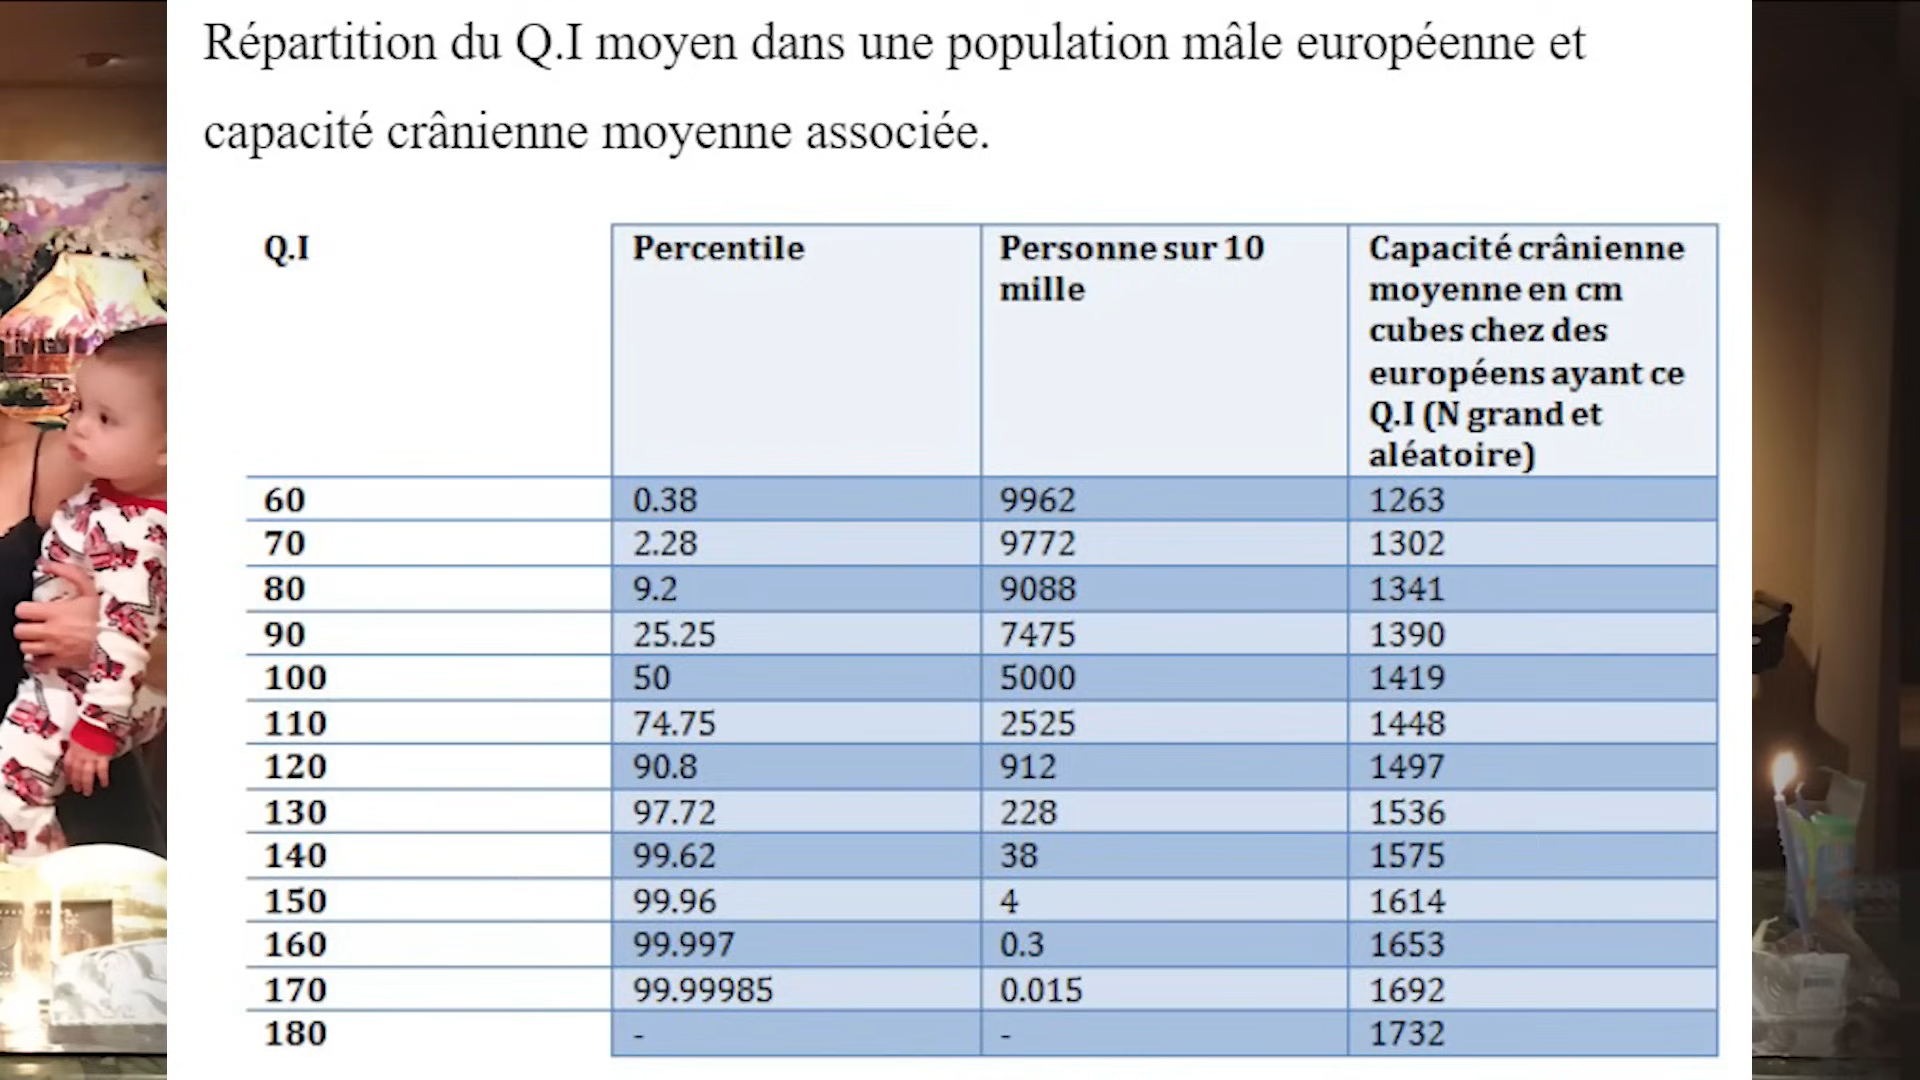 Répartition du Q.I moyen dans une population mâle européenne et
capacité crânienne moyenne associée.
Q.I Percentile Personne sur 10 mille Capacité crânienne moyenne en cm cubes chez des européens ayant ce Q.I (N grand et aléatoire)
60 0.38 9962 1263
70 2.28 9772 1302
80 9.2 9088 1341
90 25.25 7475 1390
100 50 5000 1419
110 74.75 2525 1448
120 90.8 912 1497
130 97.72 228 1536
140 99.62 38 1575
150 99.96 4 1614
160 99.997 0.3 1653
170 99.99985 0.015 1692
180 - - 1732